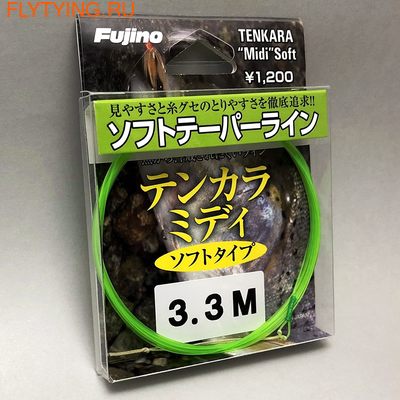 FLYTYING.RU
Fujino
TENKARA
"Midi" Soft
¥1,200
見やすさと糸グセのとりやすさを徹底追求!!
ソフトテーパーライン
テンカラ
ミディ
ソフトタイプ
3.3M